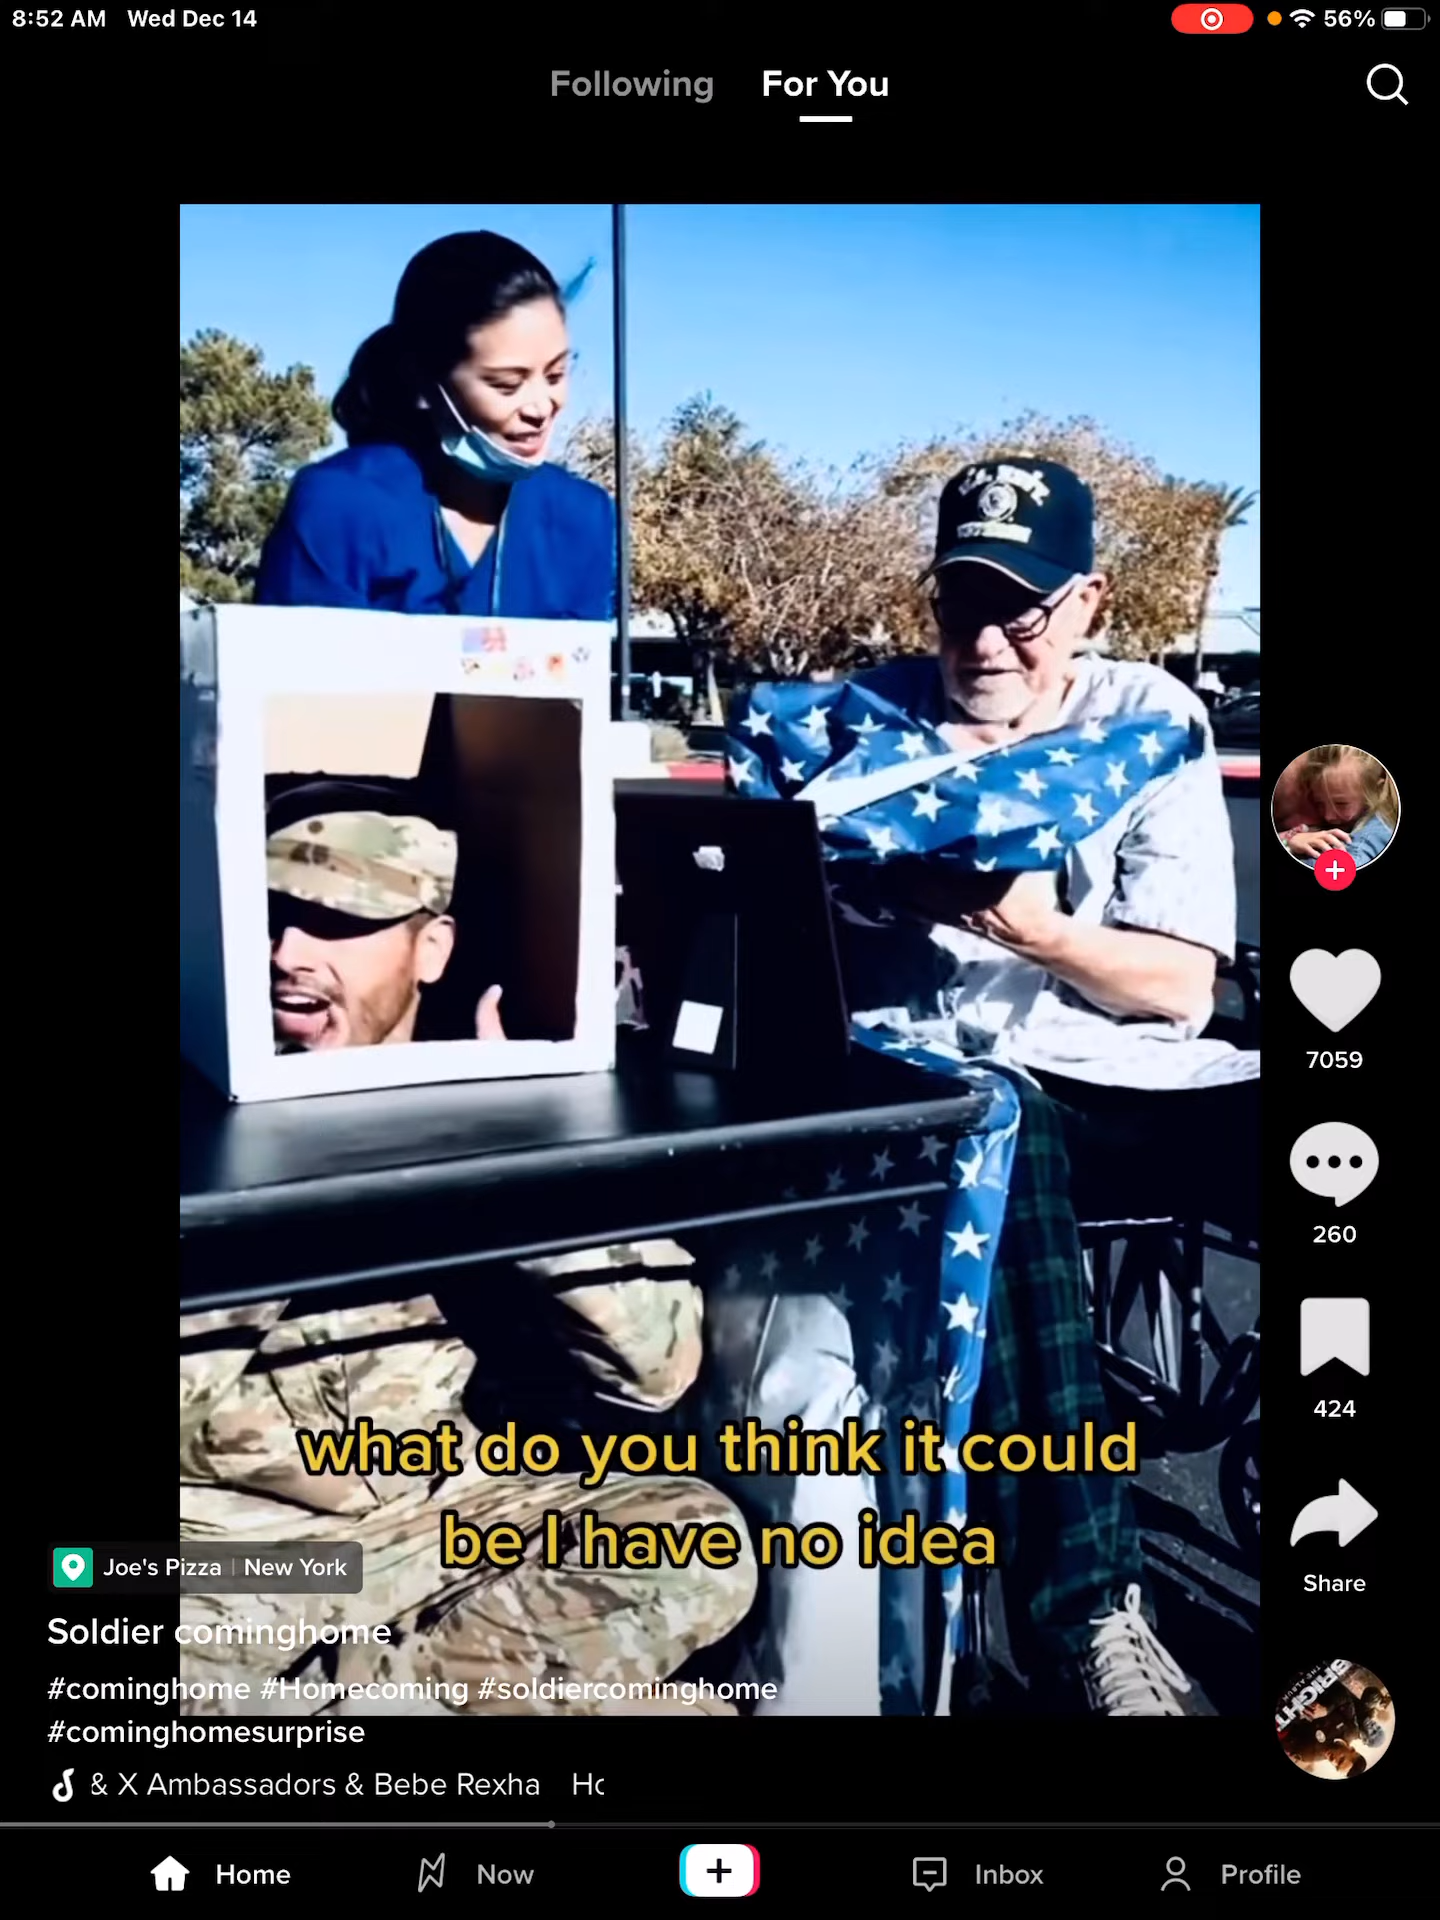 8:52 AM Wed Dec 14
56%
Following For You
7059
260
424
Share
what do you think it could
be I have no idea
Joe's Pizza | New York
Soldier cominghome
#cominghome #Homecoming #soldiercominghome
#cominghomesurprise
& X Ambassadors & Bebe Rexha Ho
Home Now Inbox Profile